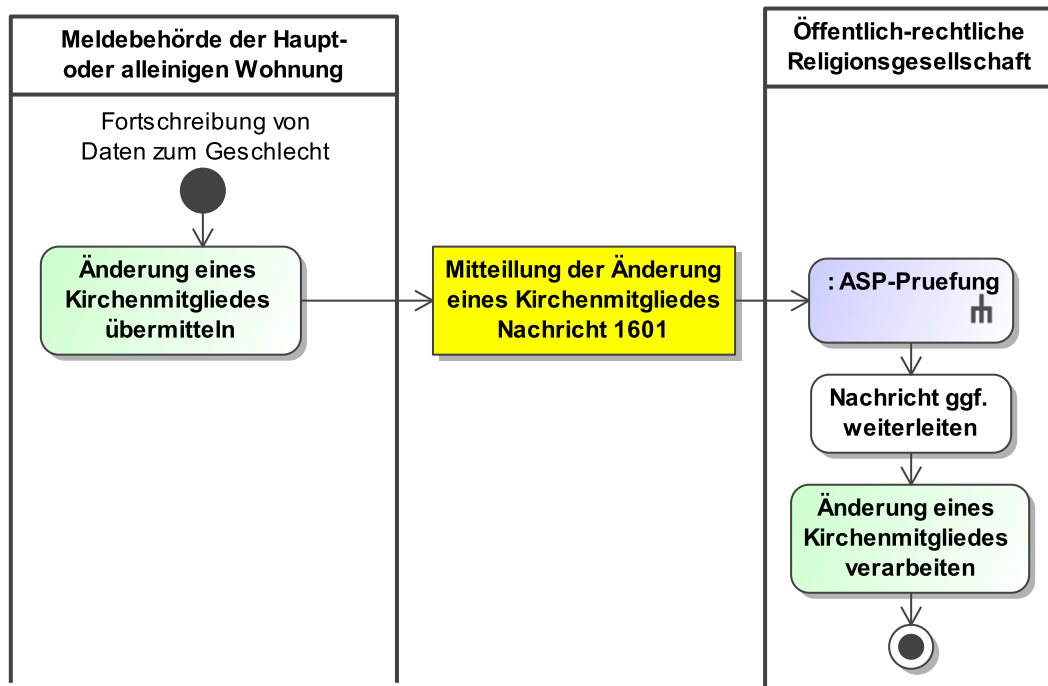 Meldebehörde der Haupt-
oder alleinigen Wohnung
Öffentlich-rechtliche
Religionsgesellschaft
Fortschreibung von
Daten zum Geschlecht
Änderung eines
Kirchenmitgliedes
übermitteln
Mitteillung der Änderung
eines Kirchenmitgliedes
Nachricht 1601
: ASP-Pruefung
Nachricht ggf.
weiterleiten
Änderung eines
Kirchenmitgliedes
verarbeiten